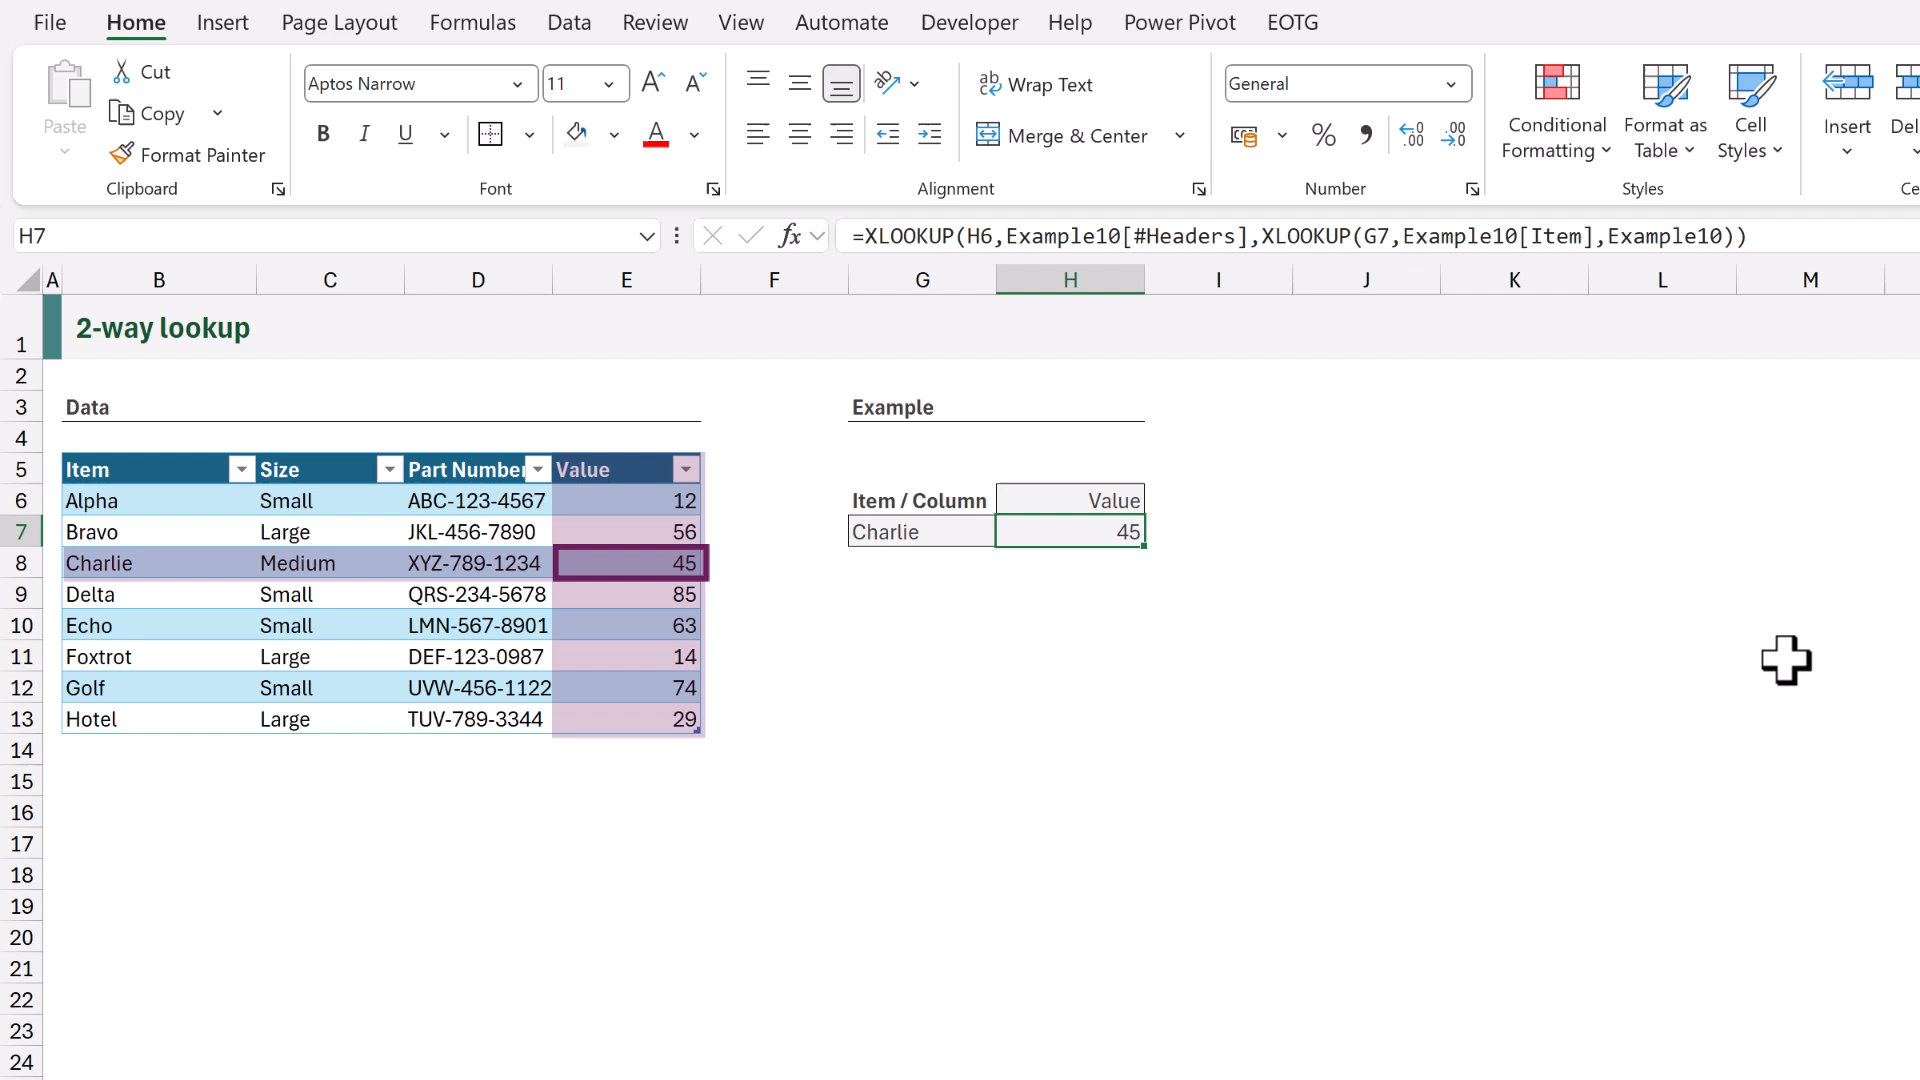 File Home Insert Page Layout Formulas Data Review View Automate Developer Help Power Pivot EOTG
Paste
Cut
Copy
Format Painter
Clipboard
Aptos Narrow 11
B I U
Font
Wrap Text
Merge & Center
Alignment
General
Number
Conditional Formatting
Format as Table
Cell Styles
Styles
Insert
H7 fx =XLOOKUP(H6,Example10[#Headers],XLOOKUP(G7,Example10[Item],Example10))
A B C D E F G H I J K L M
1 2-way lookup
2
3 Data Example
4
5 Item Size Part Number Value
6 Alpha Small ABC-123-4567 12 Item / Column Value
7 Bravo Large JKL-456-7890 56 Charlie 45
8 Charlie Medium XYZ-789-1234 45
9 Delta Small QRS-234-5678 85
10 Echo Small LMN-567-8901 63
11 Foxtrot Large DEF-123-0987 14
12 Golf Small UVW-456-1122 74
13 Hotel Large TUV-789-3344 29
14
15
16
17
18
19
20
21
22
23
24